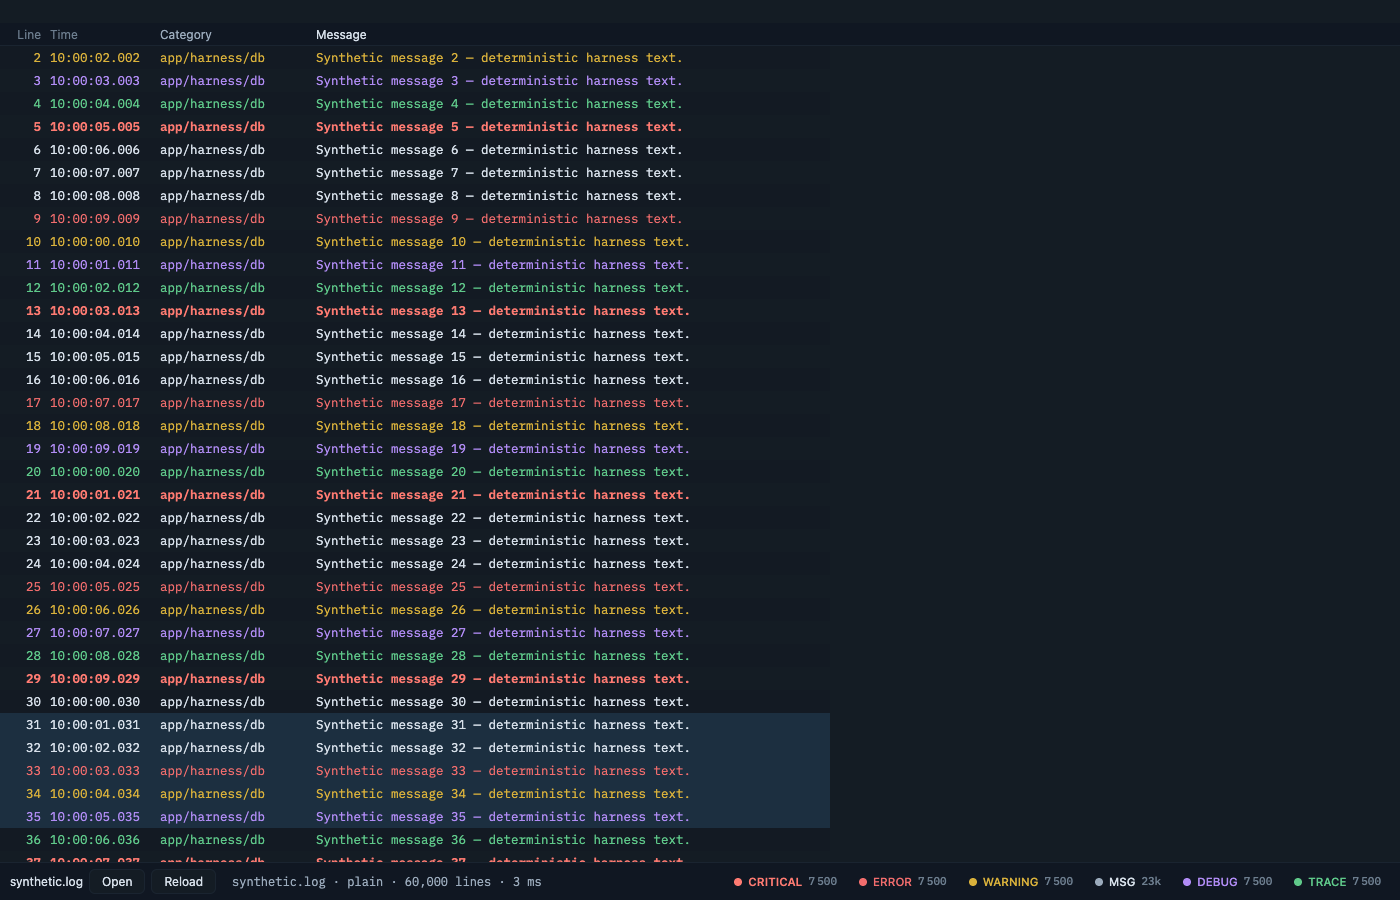 Line Time Category Message
2 10:00:02.002 app/harness/db Synthetic message 2 — deterministic harness text.
3 10:00:03.003 app/harness/db Synthetic message 3 — deterministic harness text.
4 10:00:04.004 app/harness/db Synthetic message 4 — deterministic harness text.
5 10:00:05.005 app/harness/db Synthetic message 5 — deterministic harness text.
6 10:00:06.006 app/harness/db Synthetic message 6 — deterministic harness text.
7 10:00:07.007 app/harness/db Synthetic message 7 — deterministic harness text.
8 10:00:08.008 app/harness/db Synthetic message 8 — deterministic harness text.
9 10:00:09.009 app/harness/db Synthetic message 9 — deterministic harness text.
10 10:00:00.010 app/harness/db Synthetic message 10 — deterministic harness text.
11 10:00:01.011 app/harness/db Synthetic message 11 — deterministic harness text.
12 10:00:02.012 app/harness/db Synthetic message 12 — deterministic harness text.
13 10:00:03.013 app/harness/db Synthetic message 13 — deterministic harness text.
14 10:00:04.014 app/harness/db Synthetic message 14 — deterministic harness text.
15 10:00:05.015 app/harness/db Synthetic message 15 — deterministic harness text.
16 10:00:06.016 app/harness/db Synthetic message 16 — deterministic harness text.
17 10:00:07.017 app/harness/db Synthetic message 17 — deterministic harness text.
18 10:00:08.018 app/harness/db Synthetic message 18 — deterministic harness text.
19 10:00:09.019 app/harness/db Synthetic message 19 — deterministic harness text.
20 10:00:00.020 app/harness/db Synthetic message 20 — deterministic harness text.
21 10:00:01.021 app/harness/db Synthetic message 21 — deterministic harness text.
22 10:00:02.022 app/harness/db Synthetic message 22 — deterministic harness text.
23 10:00:03.023 app/harness/db Synthetic message 23 — deterministic harness text.
24 10:00:04.024 app/harness/db Synthetic message 24 — deterministic harness text.
25 10:00:05.025 app/harness/db Synthetic message 25 — deterministic harness text.
26 10:00:06.026 app/harness/db Synthetic message 26 — deterministic harness text.
27 10:00:07.027 app/harness/db Synthetic message 27 — deterministic harness text.
28 10:00:08.028 app/harness/db Synthetic message 28 — deterministic harness text.
29 10:00:09.029 app/harness/db Synthetic message 29 — deterministic harness text.
30 10:00:00.030 app/harness/db Synthetic message 30 — deterministic harness text.
31 10:00:01.031 app/harness/db Synthetic message 31 — deterministic harness text.
32 10:00:02.032 app/harness/db Synthetic message 32 — deterministic harness text.
33 10:00:03.033 app/harness/db Synthetic message 33 — deterministic harness text.
34 10:00:04.034 app/harness/db Synthetic message 34 — deterministic harness text.
35 10:00:05.035 app/harness/db Synthetic message 35 — deterministic harness text.
36 10:00:06.036 app/harness/db Synthetic message 36 — deterministic harness text.
37 10:00:07.037 app/harness/db Synthetic message 37 — deterministic harness text.
synthetic.log Open Reload synthetic.log · plain · 60,000 lines · 3 ms CRITICAL 7500 ERROR 7500 WARNING 7500 MSG 23k DEBUG 7500 TRACE 7500